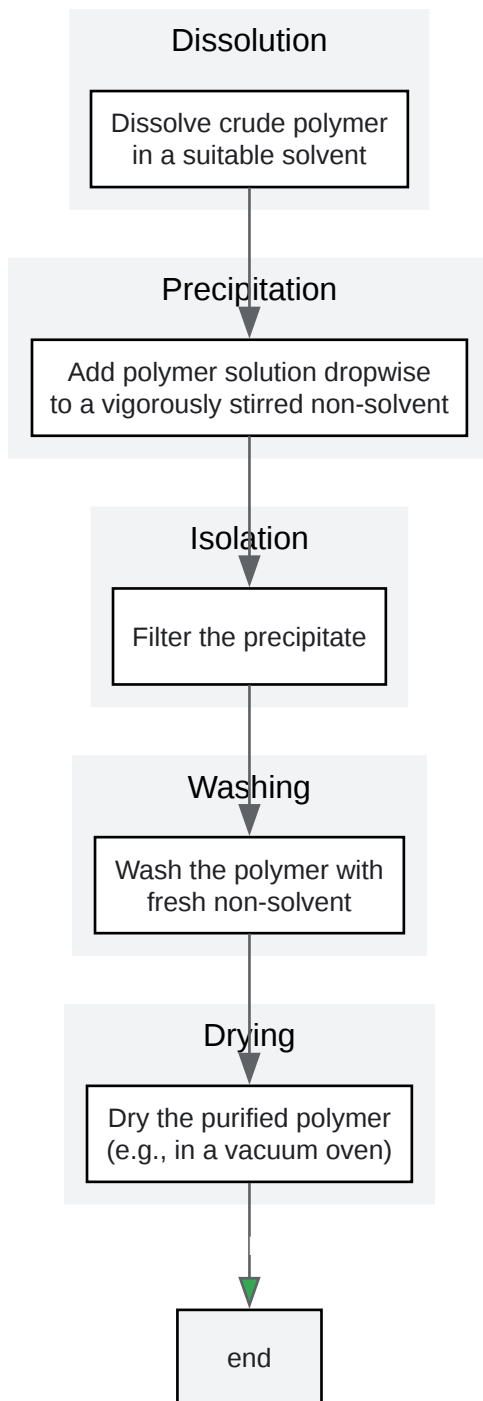 Dissolution
Dissolve crude polymer
in a suitable solvent
Precipitation
Add polymer solution dropwise
to a vigorously stirred non-solvent
Isolation
Filter the precipitate
Washing
Wash the polymer with
fresh non-solvent
Drying
Dry the purified polymer
(e.g., in a vacuum oven)
end